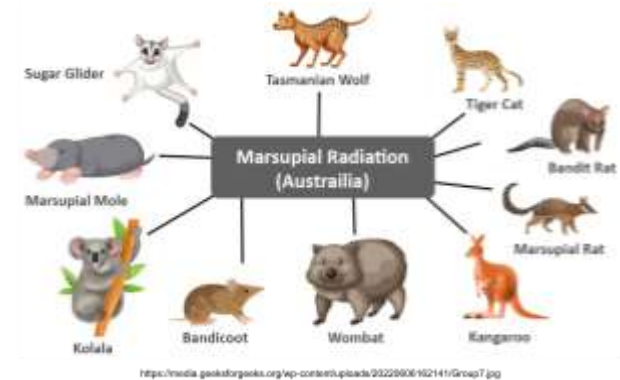 Tasmanian Wolf
Sugar Glider
Tiger Cat
Marsupial Radiation
(Austrailia)
Bandit Rat
Marsupial Mole
Marsupial Rat
Kolala
Bandicoot
Wombat
Kangaroo
https://media.geeksforgeeks.org/wp-content/uploads/20220606162141/Group7.jpg